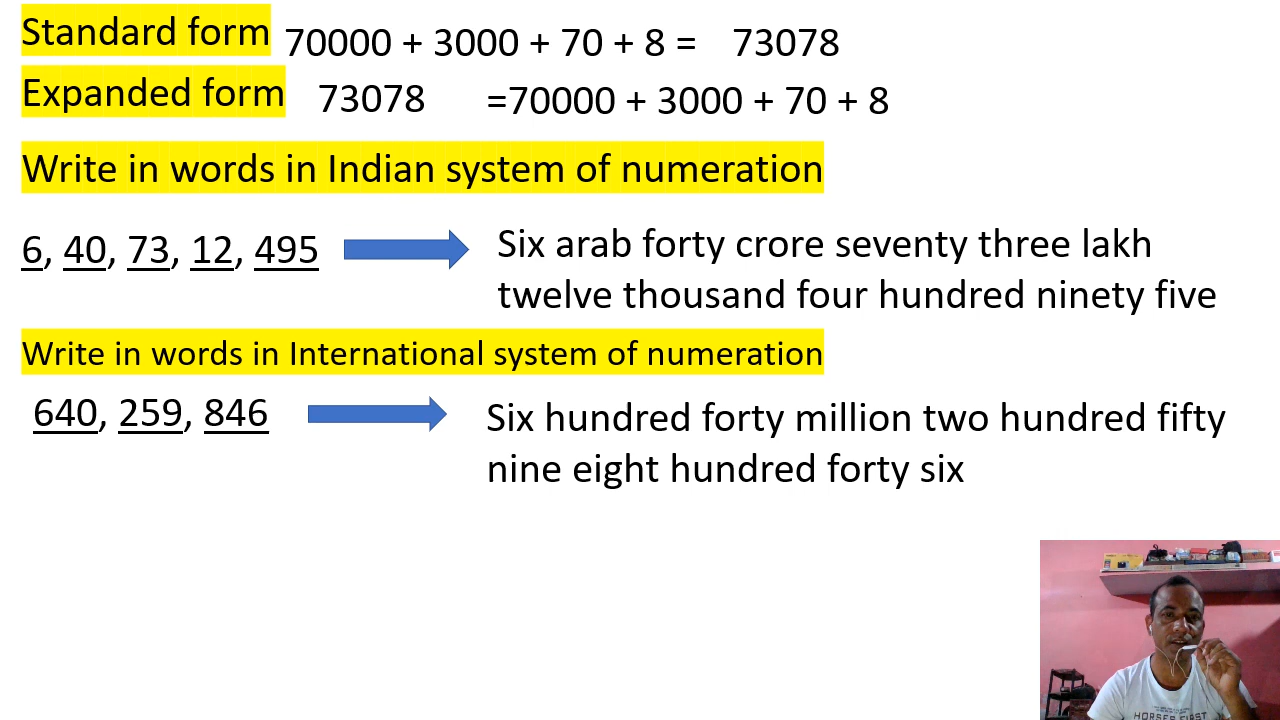 Standard form 70000 + 3000 + 70 + 8 = 73078
Expanded form 73078 =70000 + 3000 + 70 + 8
Write in words in Indian system of numeration
6, 40, 73, 12, 495 Six arab forty crore seventy three lakh
twelve thousand four hundred ninety five
Write in words in International system of numeration
640, 259, 846 Six hundred forty million two hundred fifty
nine eight hundred forty six
HORSES FIRST